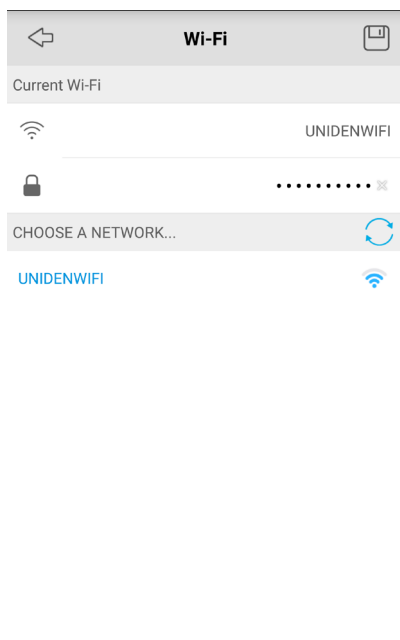 Wi-Fi
Current Wi-Fi
UNIDENWIFI
••••••••••
CHOOSE A NETWORK...
UNIDENWIFI